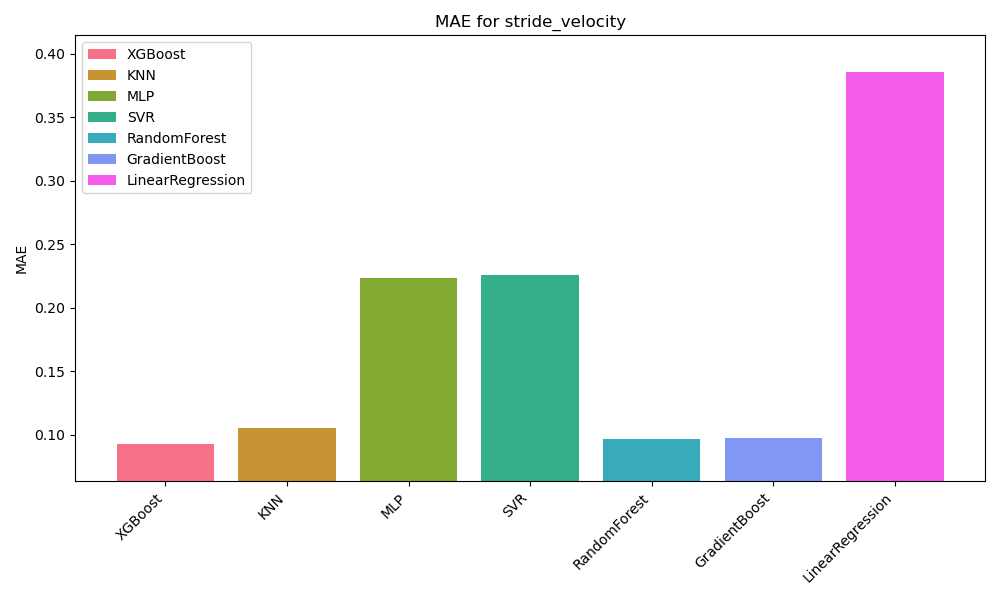 MAE for stride_velocity
0.40
0.35
0.30
0.25
0.20
0.15
0.10
MAE
XGBoost
KNN
MLP
SVR
RandomForest
GradientBoost
LinearRegression
XGBoost
KNN
MLP
SVR
RandomForest
GradientBoost
LinearRegression